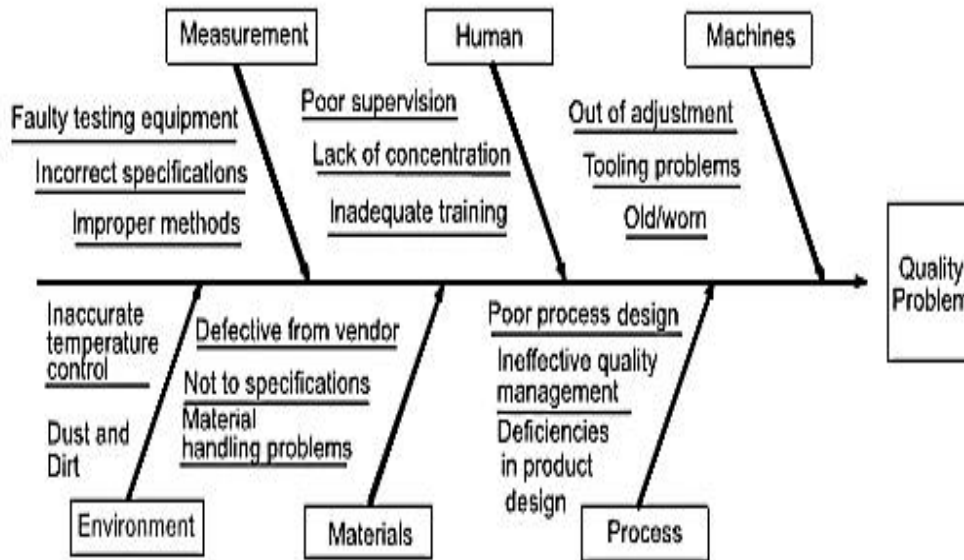 Measurement
Human
Machines
Faulty testing equipment
Incorrect specifications
Improper methods
Poor supervision
Lack of concentration
Inadequate training
Out of adjustment
Tooling problems
Old/worn
Quality
Problem
Inaccurate
temperature
control
Dust and
Dirt
Defective from vendor
Not to specifications
Material
handling problems
Poor process design
Ineffective quality
management
Deficiencies
in product
design
Environment
Materials
Process